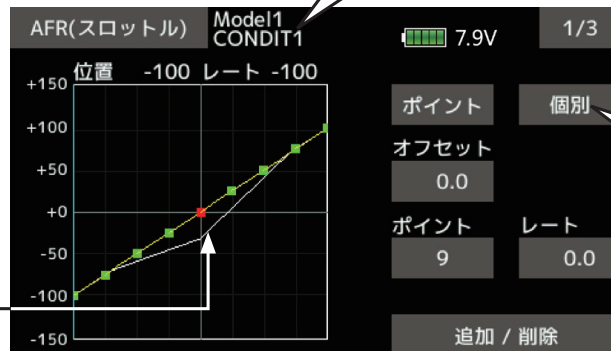 AFR(スロットル)
Model1
CONDIT1
7.9V
1/3
位置 -100 レート -100
+150
+100
+50
+0
-50
-100
-150
ポイント
個別
オフセット
0.0
ポイント
レート
9
0.0
追加 / 削除